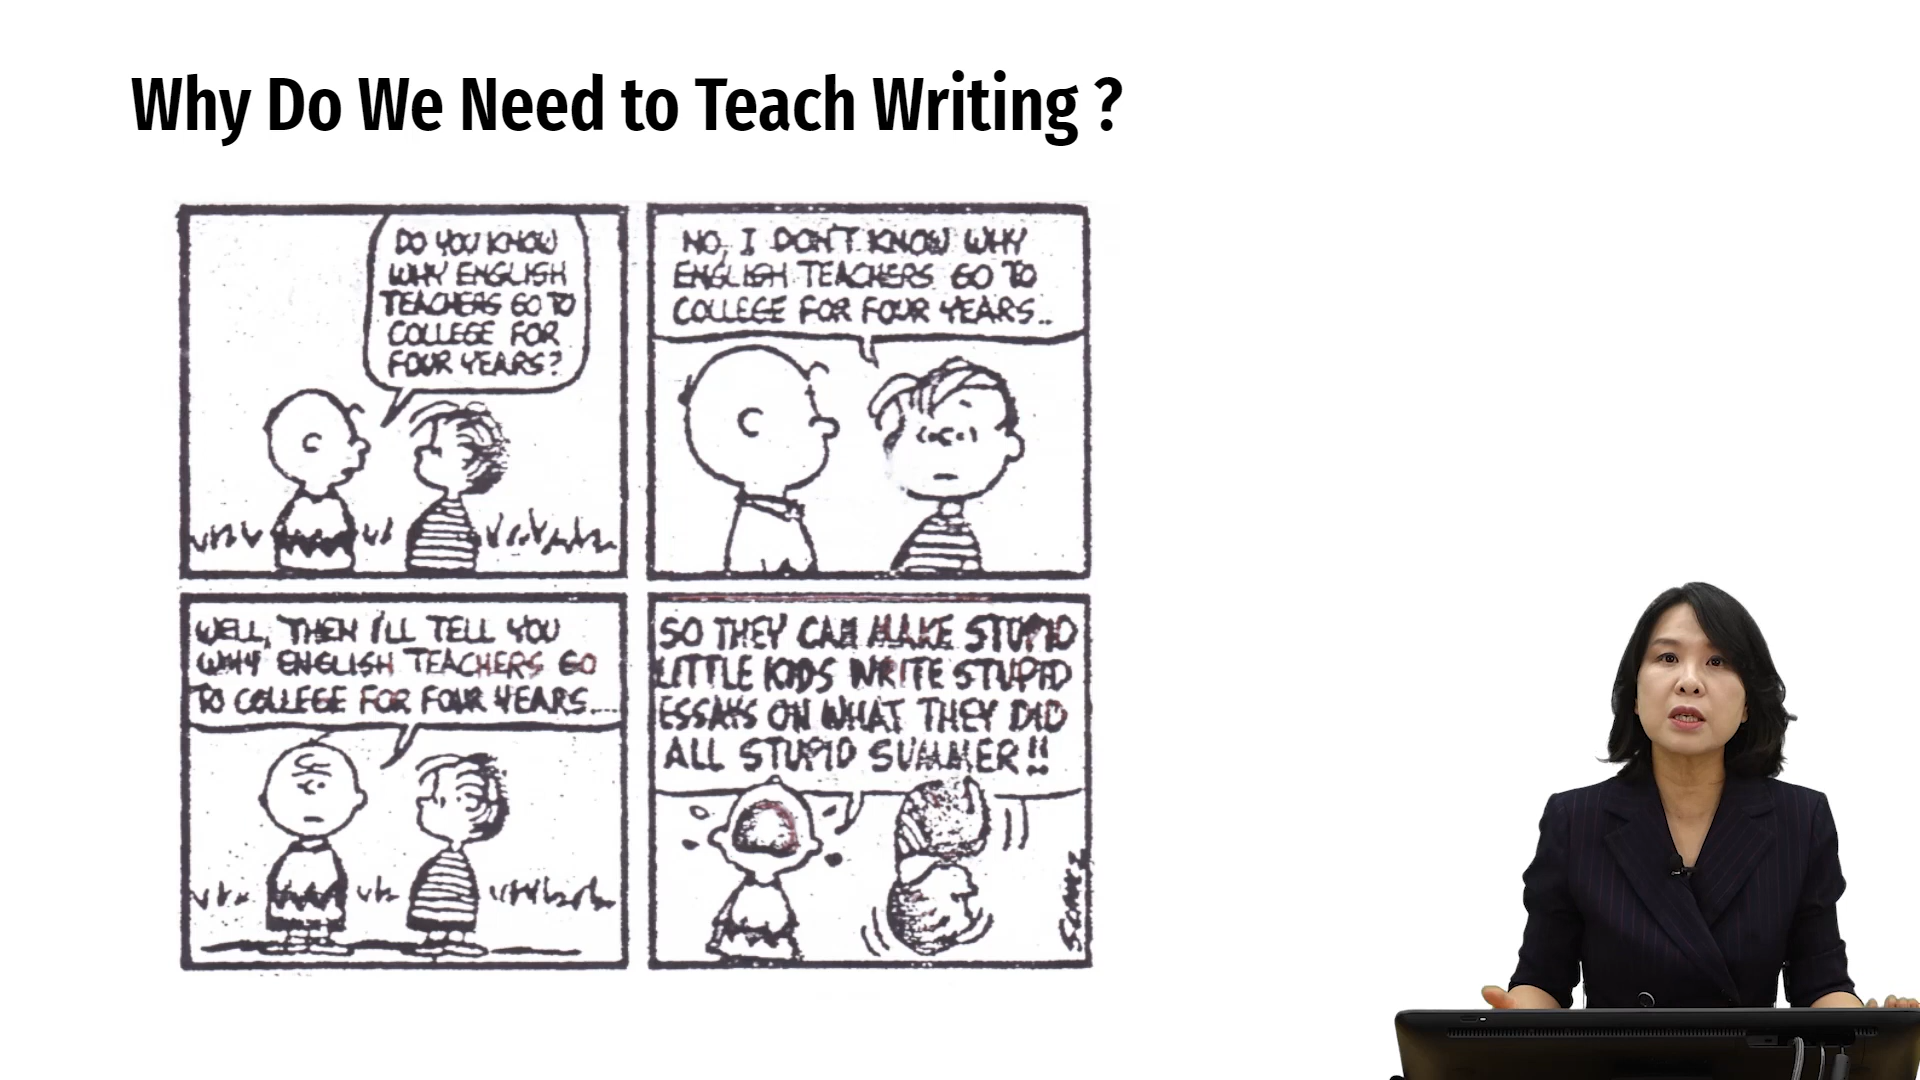 Why Do We Need to Teach Writing ?
DO YOU KNOW
WHY ENGLISH
TEACHERS GO TO
COLLEGE FOR
FOUR YEARS?
NO, I DON'T KNOW WHY
ENGLISH TEACHERS GO TO
COLLEGE FOR FOUR YEARS..
WELL, THEN I'LL TELL YOU
WHY ENGLISH TEACHERS GO
TO COLLEGE FOR FOUR YEARS....
SO THEY CAN MAKE STUPID
LITTLE KIDS WRITE STUPID
ESSAYS ON WHAT THEY DID
ALL STUPID SUMMER!!